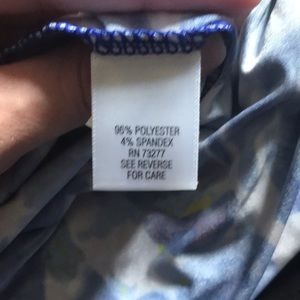 96% POLYESTER
4% SPANDEX
RN 73277
SEE REVERSE
FOR CARE